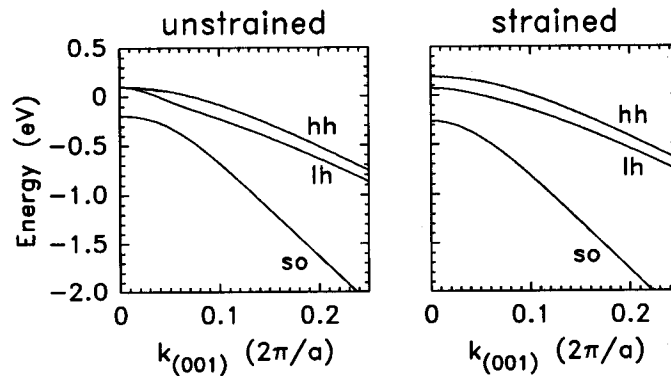 unstrained
strained
Energy (eV)
0.5
0
−0.5
−1.0
−1.5
−2.0
hh
lh
so
hh
lh
so
0
0.1
0.2
0
0.1
0.2
k(001) (2π/a)
k(001) (2π/a)